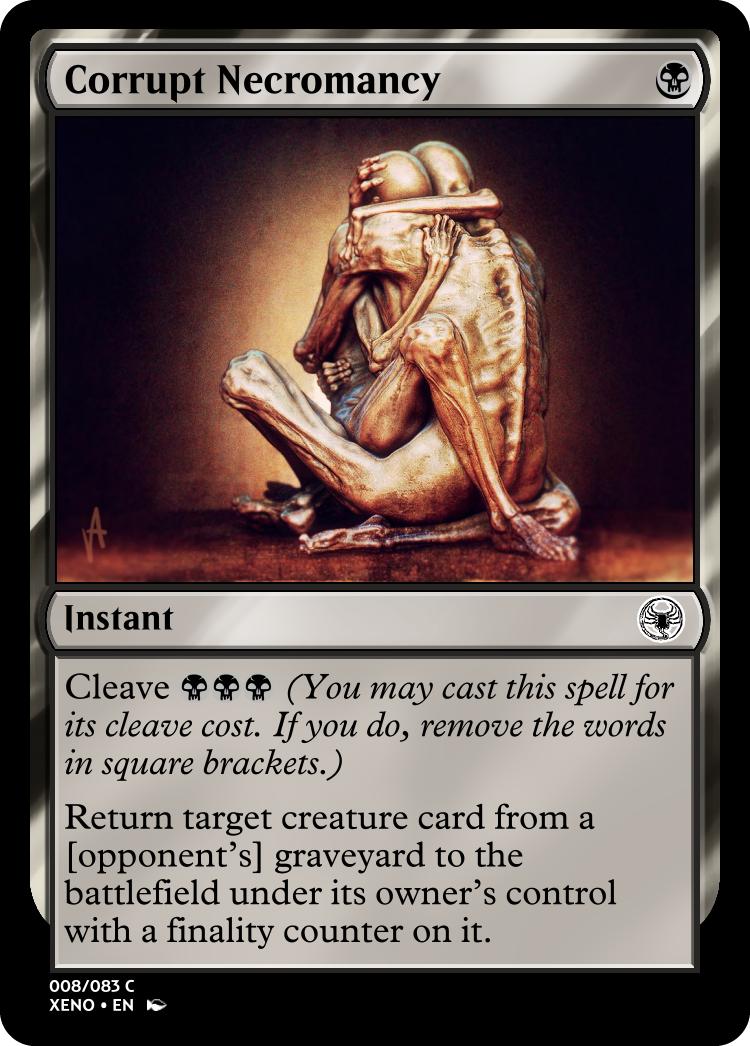 Corrupt Necromancy
Instant
Cleave (You may cast this spell for
its cleave cost. If you do, remove the words
in square brackets.)
Return target creature card from a
[opponent's] graveyard to the
battlefield under its owner's control
with a finality counter on it.
008/083 C
XENO • EN